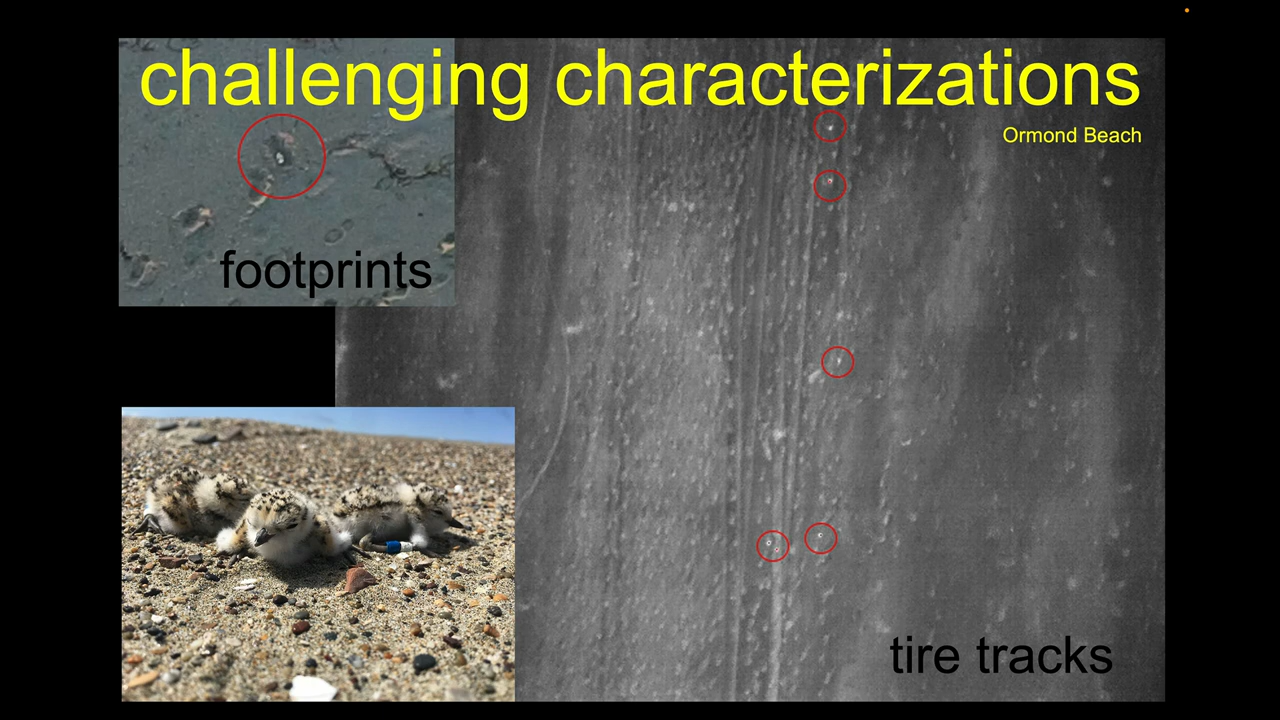 challenging characterizations
Ormond Beach
footprints
tire tracks